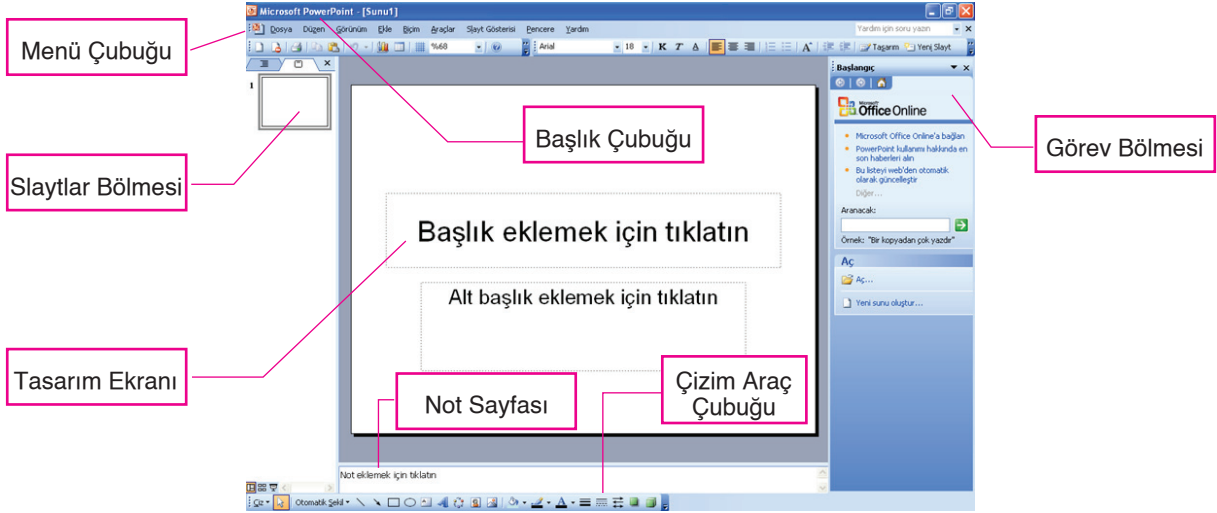 Microsoft PowerPoint - [Sunu1]
Dosya Düzen Görünüm Ekle Biçim Araçlar Slayt Gösterisi Pencere Yardım
Yardım için soru yazın
%68
Arial
18
K T A
Tasarım
Yeni Slayt
Menü Çubuğu
Slaytlar Bölmesi
Tasarım Ekranı
1
Başlık Çubuğu
Başlık eklemek için tıklatın
Alt başlık eklemek için tıklatın
Not Sayfası
Çizim Araç
Çubuğu
Not eklemek için tıklatın
Çiz
Otomatik Şekil
Başlangıç
Microsoft
Office Online
Microsoft Office Online'a bağlan
PowerPoint kullanımı hakkında en
son haberleri alın
Bu listeyi web'den otomatik
olarak güncelleştir
Diğer...
Aranacak:
Örnek: "Bir kopyadan çok yazdır"
Aç
Aç...
Yeni sunu oluştur...
Görev Bölmesi